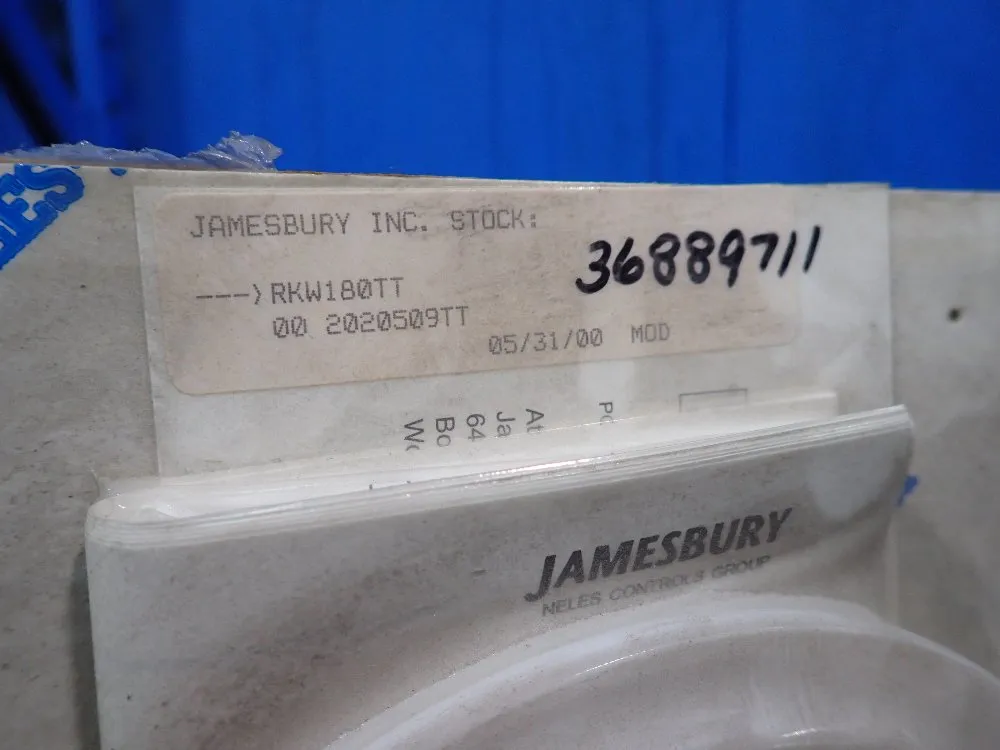 JAMESBURY INC. STOCK:
36889711
--->RKW180TT
00 2020509TT
05/31/00 MOD
JAMESBURY
NELES CONTROLS GROUP